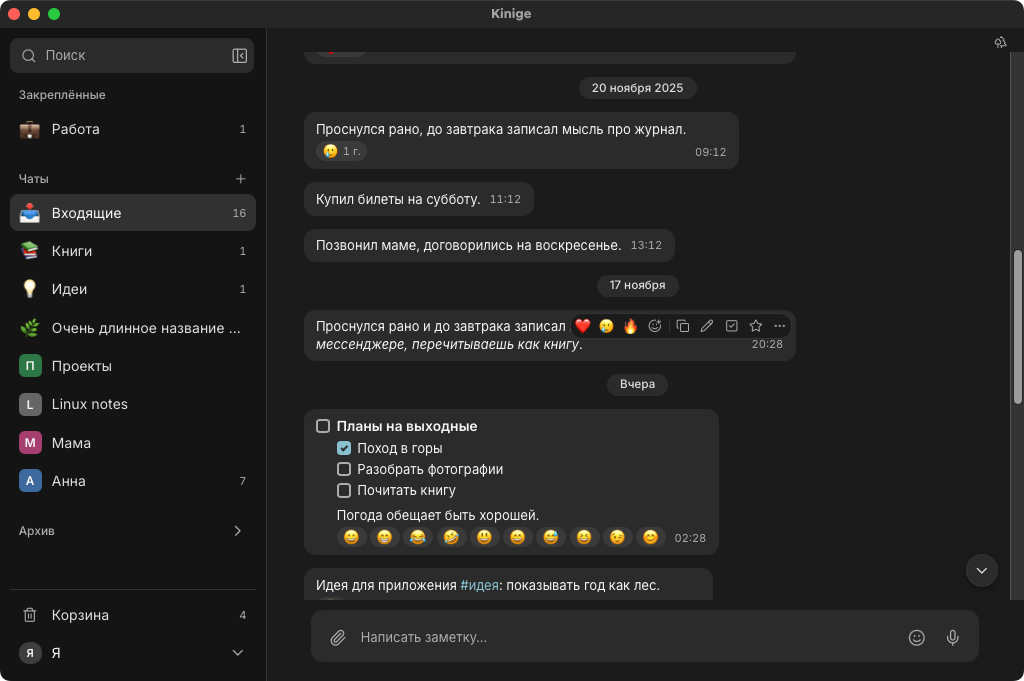 Kinige
Поиск
Закреплённые
Работа 1
Чаты
Входящие 16
Книги 1
Идеи 1
Очень длинное название ...
П Проекты
L Linux notes
М Мама
А Анна 7
Архив
Корзина 4
Я Я
20 ноября 2025
Проснулся рано, до завтрака записал мысль про журнал.
1 г. 09:12
Купил билеты на субботу. 11:12
Позвонил маме, договорились на воскресенье. 13:12
17 ноября
Проснулся рано и до завтрака записал
мессенджере, перечитываешь как книгу. 20:28
Вчера
Планы на выходные
Поход в горы
Разобрать фотографии
Почитать книгу
Погода обещает быть хорошей.
02:28
Идея для приложения #идея: показывать год как лес.
Написать заметку...